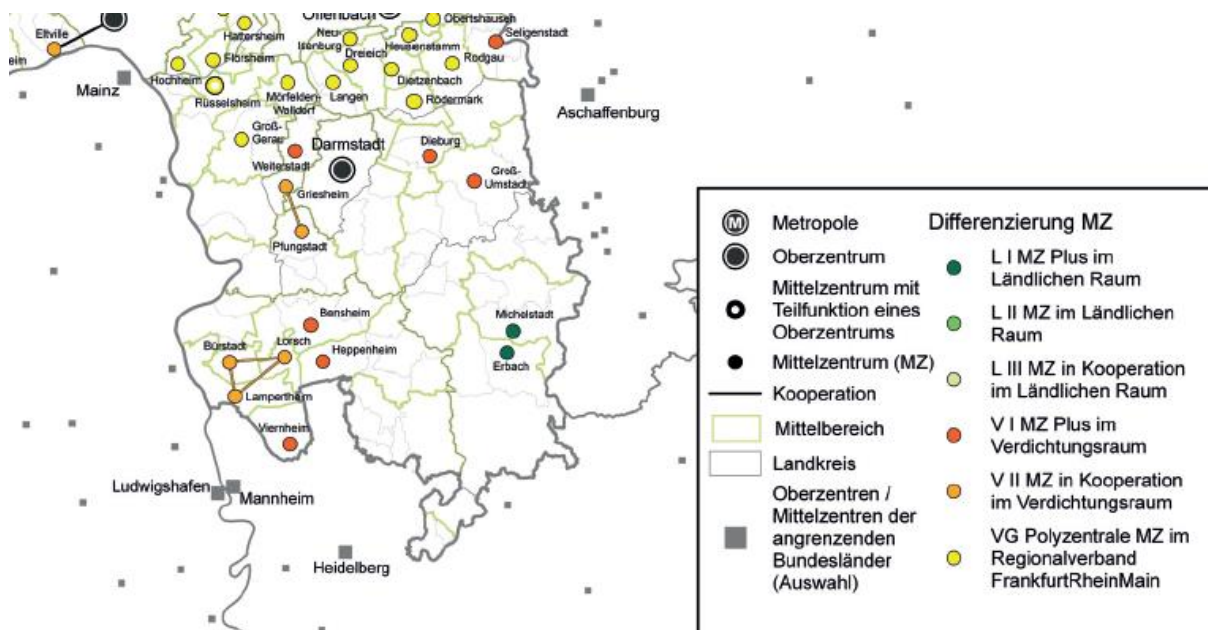 Offenbach
Obertshausen
Eltville
Hattersheim
Neu-
Isenburg
Heusenstamm
Seligenstadt
eim
Flörsheim
Dreieich
Rodgau
Hochheim
Dietzenbach
Mainz
Rüsselsheim
Mörfelden-
Walldorf
Langen
Rödermark
Aschaffenburg
Groß-
Gerau
Darmstadt
Dieburg
Weiterstadt
Groß-
Umstadt
Griesheim
Pfungstadt
Bensheim
Michelstadt
Bürstadt
Lorsch
Heppenheim
Erbach
Lampertheim
Viernheim
Ludwigshafen
Mannheim
Heidelberg
M
Metropole
Oberzentrum
Mittelzentrum mit
Teilfunktion eines
Oberzentrums
Mittelzentrum (MZ)
Kooperation
Mittelbereich
Landkreis
Oberzentren /
Mittelzentren der
angrenzenden
Bundesländer
(Auswahl)
Differenzierung MZ
L I MZ Plus im
Ländlichen Raum
L II MZ im Ländlichen
Raum
L III MZ in Kooperation
im Ländlichen Raum
V I MZ Plus im
Verdichtungsraum
V II MZ in Kooperation
im Verdichtungsraum
VG Polyzentrale MZ im
Regionalverband
FrankfurtRheinMain